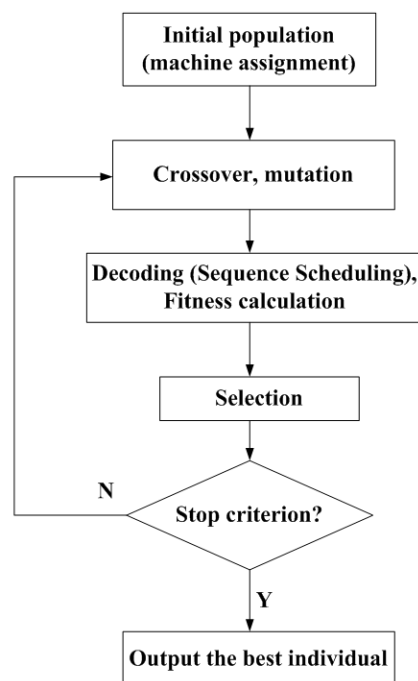 Initial population
(machine assignment)
Crossover, mutation
Decoding (Sequence Scheduling),
Fitness calculation
Selection
N
Stop criterion?
Y
Output the best individual